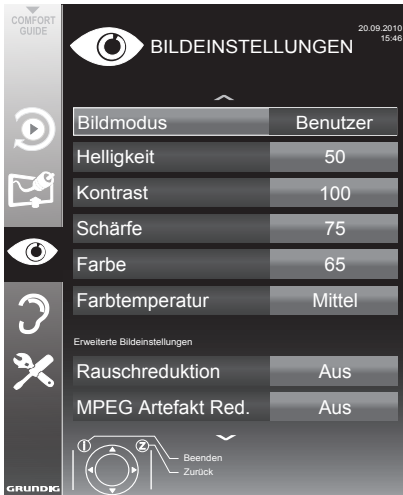 COMFORT
GUIDE
BILDEINSTELLUNGEN
20.09.2010
15:46
Bildmodus Benutzer
Helligkeit 50
Kontrast 100
Schärfe 75
Farbe 65
Farbtemperatur Mittel
Erweiterte Bildeinstellungen
Rauschreduktion Aus
MPEG Artefakt Red. Aus
Beenden
Zurück
GRUNDIG